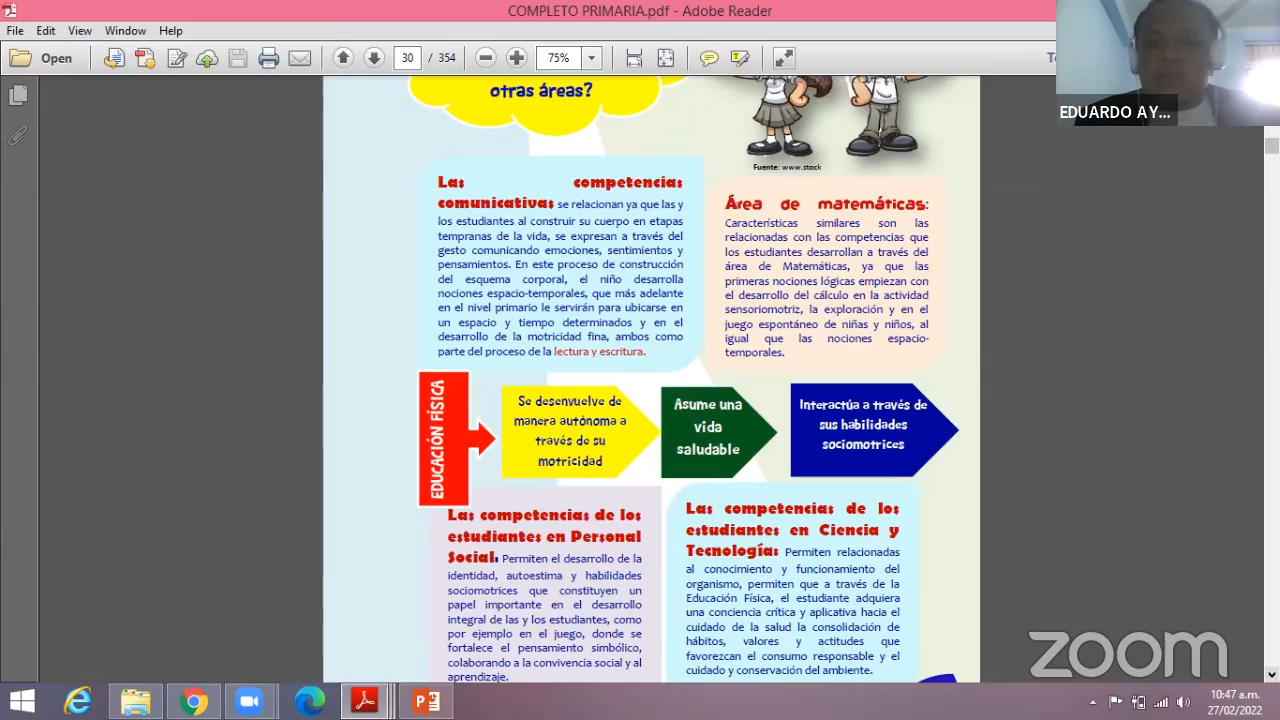 COMPLETO PRIMARIA.pdf - Adobe Reader
File Edit View Window Help
Open
30 / 354
75%
EDUARDO AY...
otras áreas?
Fuente: www.stock
Las competencias
comunicativas se relacionan ya que las y
los estudiantes al construir su cuerpo en etapas
tempranas de la vida, se expresan a través del
gesto comunicando emociones, sentimientos y
pensamientos. En este proceso de construcción
del esquema corporal, el niño desarrolla
nociones espacio-temporales, que más adelante
en el nivel primario le servirán para ubicarse en
un espacio y tiempo determinados y en el
desarrollo de la motricidad fina, ambos como
parte del proceso de la lectura y escritura.
Área de matemáticas:
Características similares son las
relacionadas con las competencias que
los estudiantes desarrollan a través del
área de Matemáticas, ya que las
primeras nociones lógicas empiezan con
el desarrollo del cálculo en la actividad
sensoriomotriz, la exploración y en el
juego espontáneo de niñas y niños, al
igual que las nociones espacio-
temporales.
EDUCACIÓN FÍSICA
Se desenvuelve de
manera autónoma a
través de su
motricidad
Asume una
vida
saludable
Interactúa a través de
sus habilidades
sociomotrices
Las competencias de los
estudiantes en Personal
Social: Permiten el desarrollo de la
identidad, autoestima y habilidades
sociomotrices que constituyen un
papel importante en el desarrollo
integral de las y los estudiantes, como
por ejemplo en el juego, donde se
fortalece el pensamiento simbólico,
colaborando a la convivencia social y al
aprendizaje.
Las competencias de los
estudiantes en Ciencia y
Tecnología: Permiten relacionadas
al conocimiento y funcionamiento del
organismo, permiten que a través de la
Educación Física, el estudiante adquiera
una conciencia crítica y aplicativa hacia el
cuidado de la salud la consolidación de
hábitos, valores y actitudes que
favorezcan el consumo responsable y el
cuidado y conservación del ambiente.
zoom
10:47 a.m.
27/02/2022